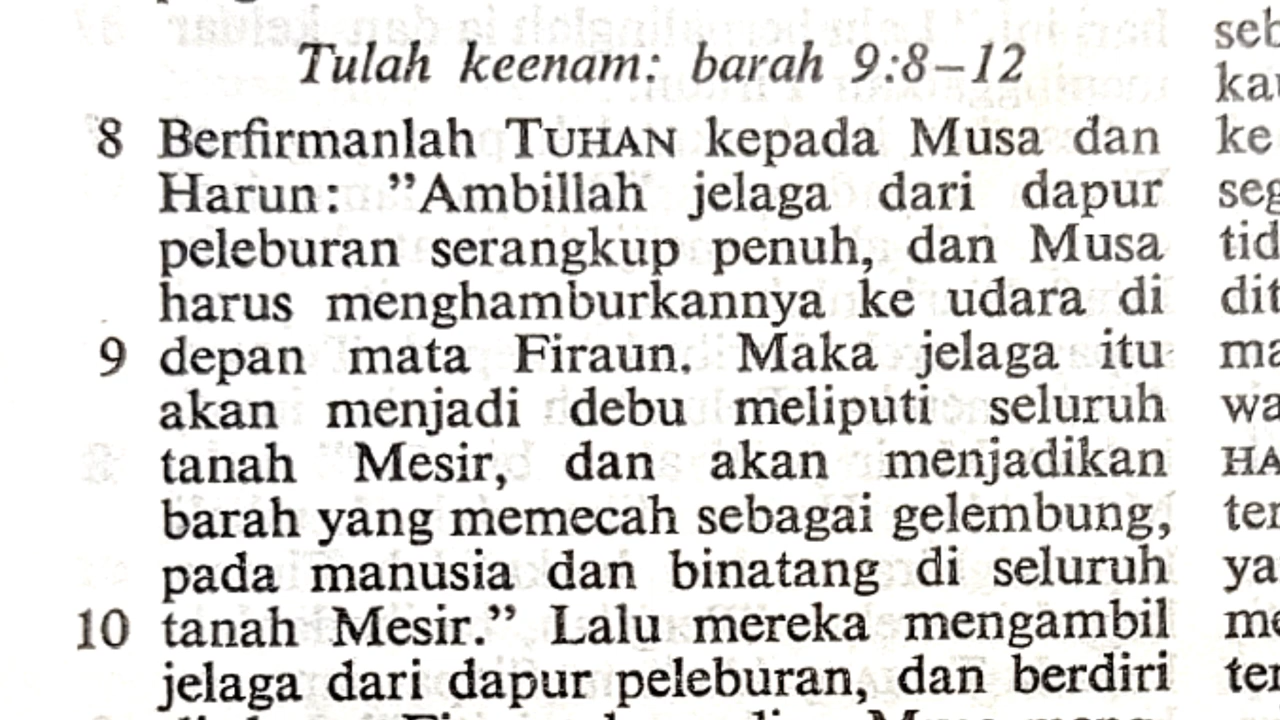 Tulah keenam: barah 9:8–12
8 Berfirmanlah TUHAN kepada Musa dan
Harun: ”Ambillah jelaga dari dapur
peleburan serangkup penuh, dan Musa
harus menghamburkannya ke udara di
9 depan mata Firaun. Maka jelaga itu
akan menjadi debu meliputi seluruh
tanah Mesir, dan akan menjadikan
barah yang memecah sebagai gelembung,
pada manusia dan binatang di seluruh
10 tanah Mesir.” Lalu mereka mengambil
jelaga dari dapur peleburan, dan berdiri
ke